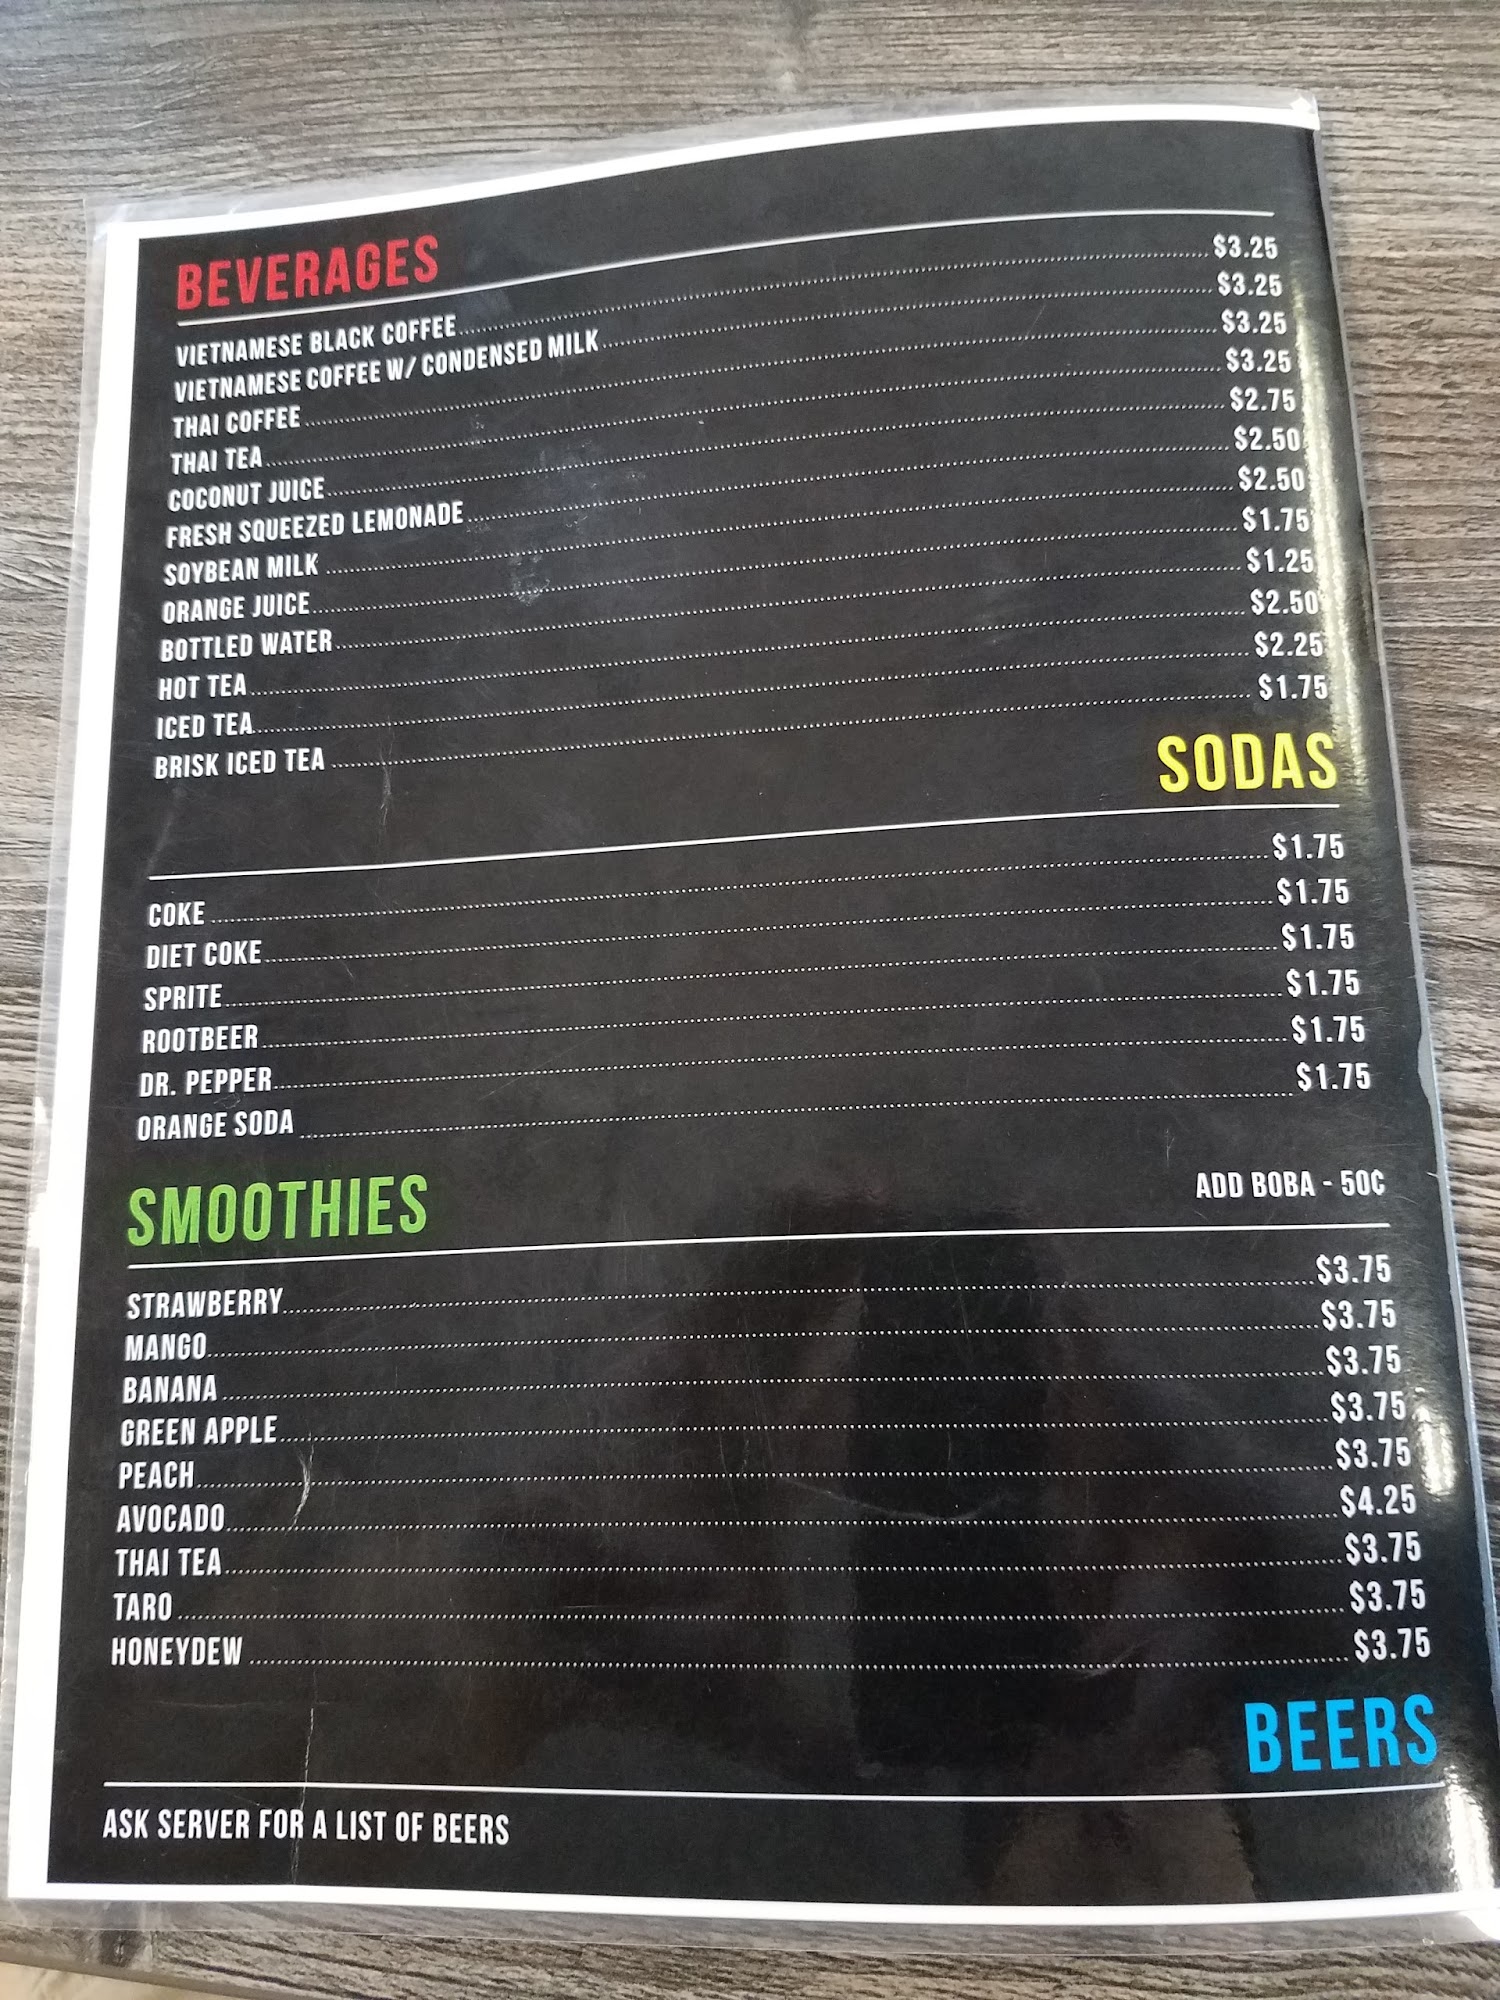 BEVERAGES
VIETNAMESE BLACK COFFEE $3.25
VIETNAMESE COFFEE W/ CONDENSED MILK $3.25
THAI COFFEE $3.25
THAI TEA $3.25
COCONUT JUICE $2.75
FRESH SQUEEZED LEMONADE $2.50
SOYBEAN MILK $2.50
ORANGE JUICE $1.75
BOTTLED WATER $1.25
HOT TEA $2.50
ICED TEA $2.25
BRISK ICED TEA $1.75
SODAS
COKE $1.75
DIET COKE $1.75
SPRITE $1.75
ROOTBEER $1.75
DR. PEPPER $1.75
ORANGE SODA $1.75
SMOOTHIES ADD BOBA - 50¢
STRAWBERRY $3.75
MANGO $3.75
BANANA $3.75
GREEN APPLE $3.75
PEACH $3.75
AVOCADO $4.25
THAI TEA $3.75
TARO $3.75
HONEYDEW $3.75
BEERS
ASK SERVER FOR A LIST OF BEERS